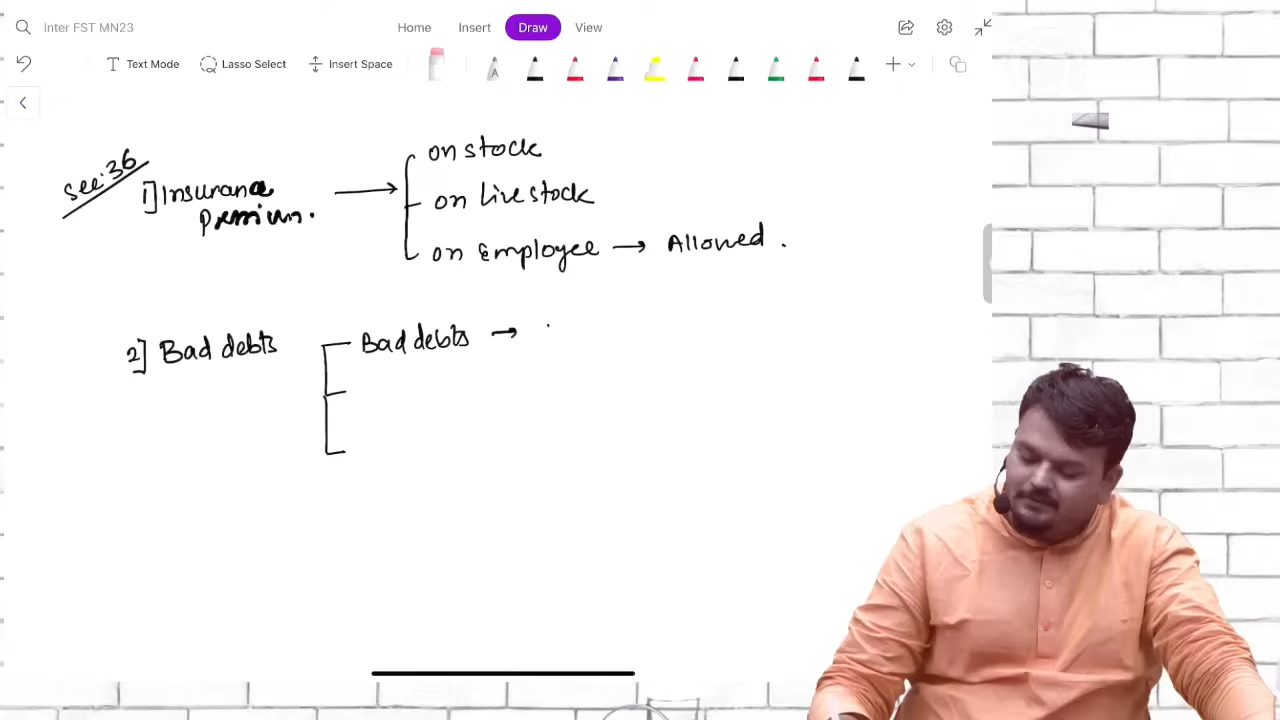 Inter FST MN23
Home Insert Draw View
Text Mode Lasso Select Insert Space
Sec:36
1] Insurance Premium.
on stock
on live stock
on Employee → Allowed.
2] Bad debts
Bad debts →